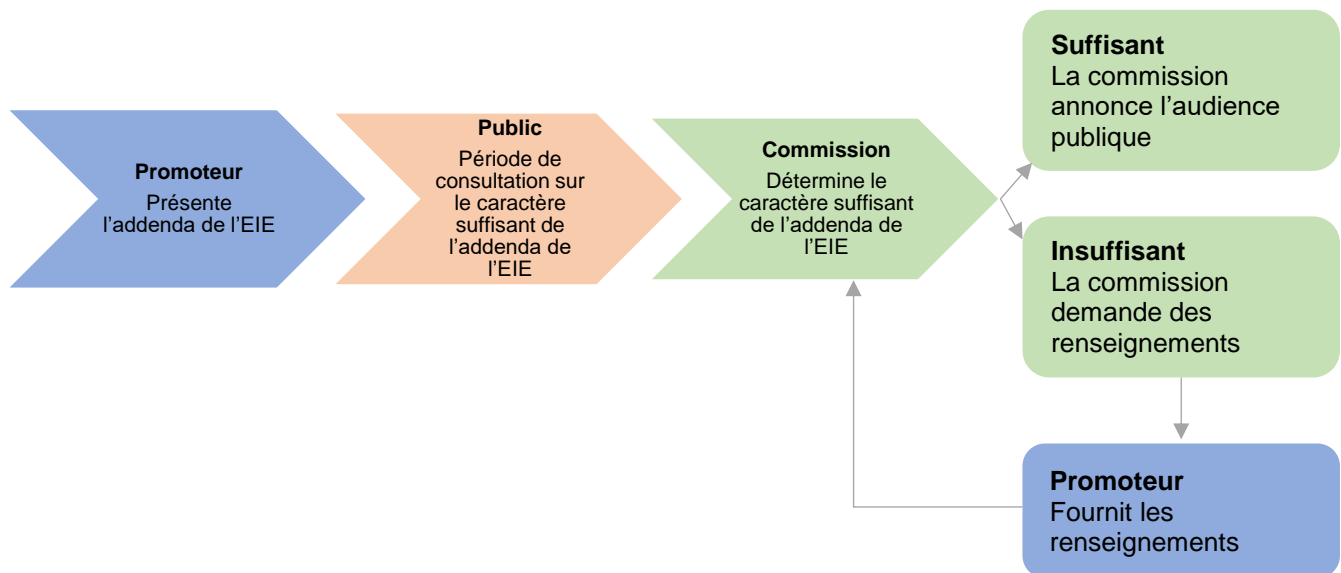 Promoteur
Présente
l’addenda de l’EIE
Public
Période de
consultation sur
le caractère
suffisant de
l’addenda de
l’EIE
Commission
Détermine le
caractère suffisant
de l’addenda de
l’EIE
Suffisant
La commission
annonce l’audience
publique
Insuffisant
La commission
demande des
renseignements
Promoteur
Fournit les
renseignements